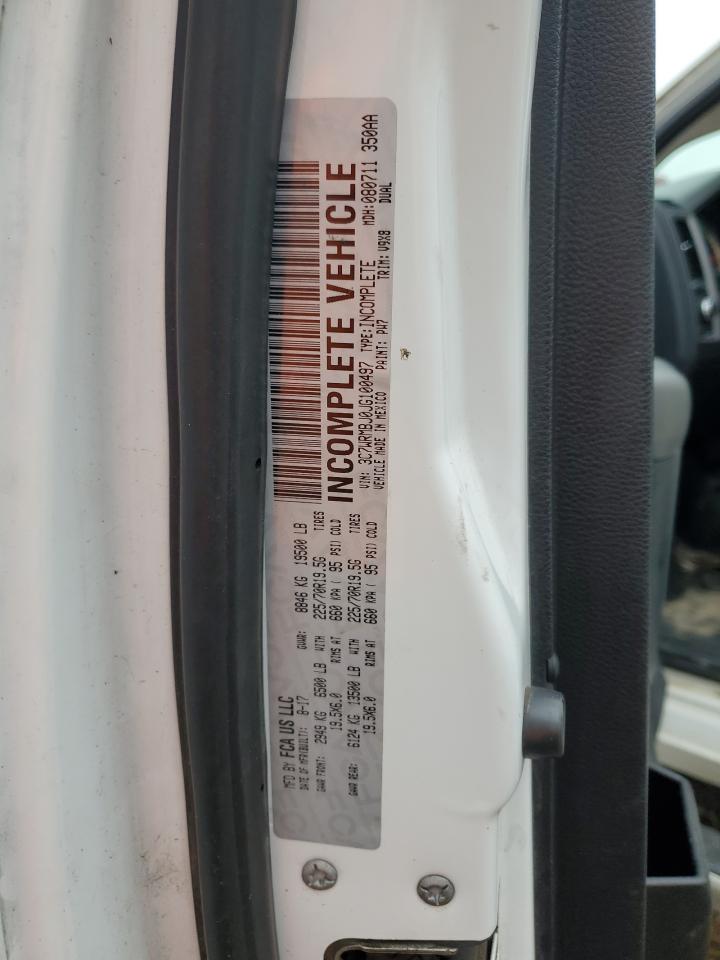 MFD BY FCA US LLC
DATE OF MFR(BUILT): 8-17 GVWR: 8846 KG 19500 LB
GAWR FRONT: 2949 KG 6500 LB WITH 225/70R19.5G TIRES
19.5X6.0 RIMS AT 660 KPA ( 95 PSI) COLD
GAWR REAR: 6124 KG 13500 LB WITH 225/70R19.5G TIRES
19.5X6.0 RIMS AT 660 KPA ( 95 PSI) COLD
INCOMPLETE VEHICLE
MDH:080711 350AA
VIN: 3C7WRMBJ0JG100497 TYPE:INCOMPLETE DUAL
VEHICLE MADE IN MEXICO PAINT: PW7 TRIM: V9X8